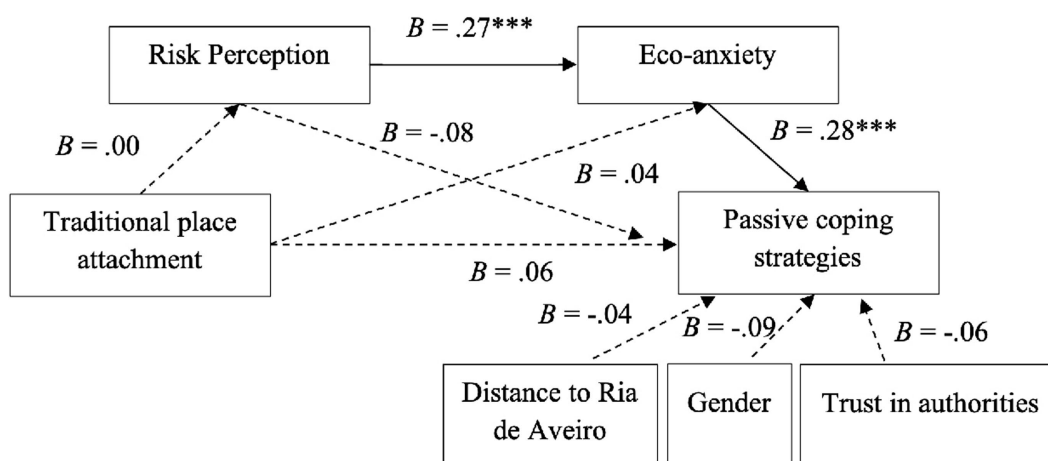 B = .27***
Risk Perception
Eco-anxiety
B = .00
B = -.08
B = .28***
B = .04
Traditional place
attachment
Passive coping
strategies
B = .06
B = -.04
B = -.09
B = -.06
Distance to Ria
de Aveiro
Gender
Trust in authorities